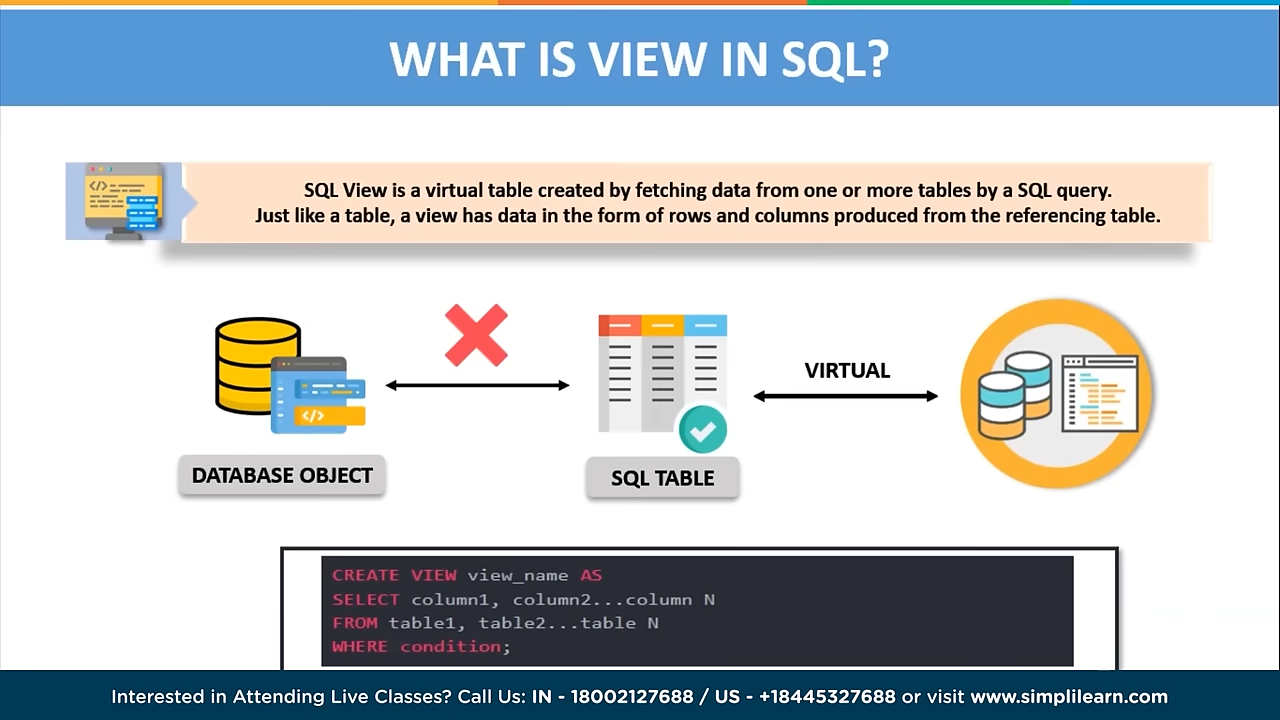 WHAT IS VIEW IN SQL?
SQL View is a virtual table created by fetching data from one or more tables by a SQL query.
Just like a table, a view has data in the form of rows and columns produced from the referencing table.
VIRTUAL
DATABASE OBJECT
SQL TABLE
CREATE VIEW view_name AS
SELECT column1, column2...column N
FROM table1, table2...table N
WHERE condition;
Interested in Attending Live Classes? Call Us: IN - 18002127688 / US - +18445327688 or visit www.simplilearn.com